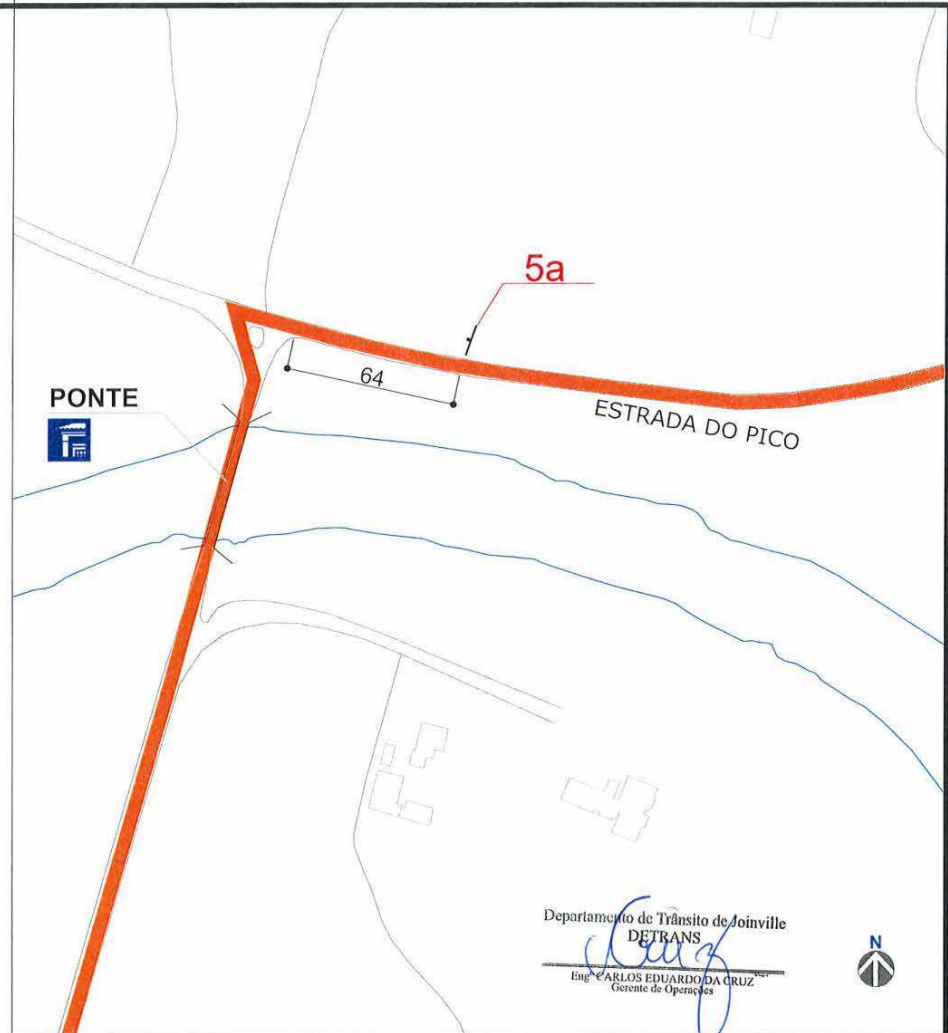 5a
64
PONTE
ESTRADA DO PICO
Departamento de Trânsito de Joinville
DETRANS
Engº CARLOS EDUARDO DA CRUZ
Gerente de Operações
N